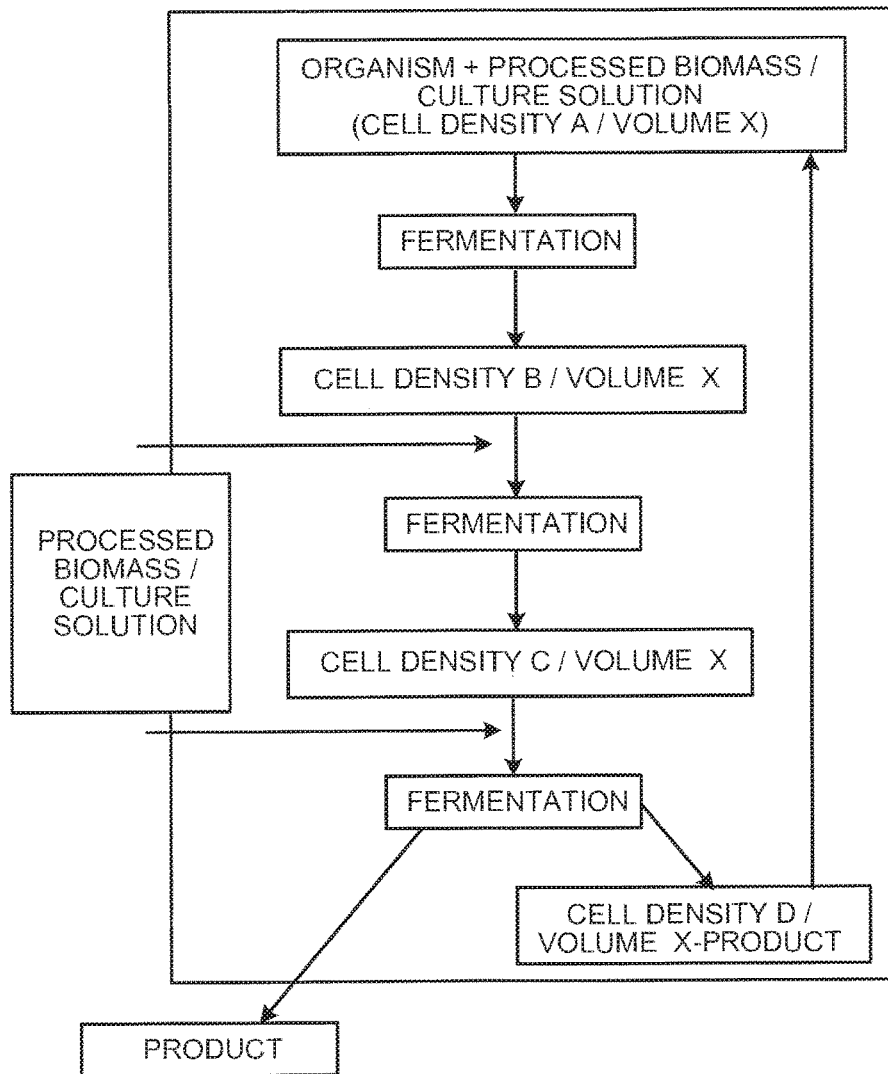 ORGANISM + PROCESSED BIOMASS /
CULTURE SOLUTION
(CELL DENSITY A / VOLUME X)
FERMENTATION
CELL DENSITY B / VOLUME X
FERMENTATION
PROCESSED
BIOMASS /
CULTURE
SOLUTION
CELL DENSITY C / VOLUME X
FERMENTATION
CELL DENSITY D /
VOLUME X-PRODUCT
PRODUCT